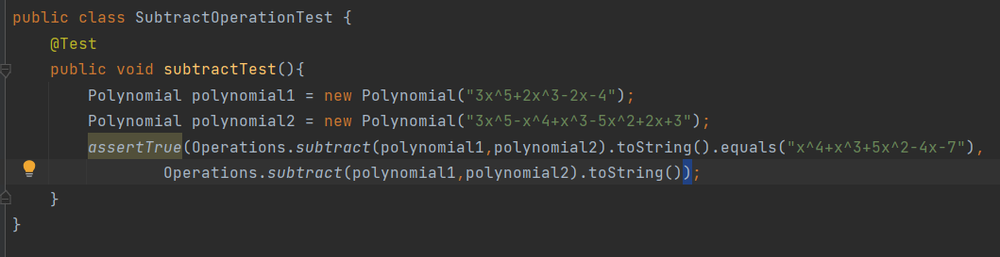 public class SubtractOperationTest {
    @Test
    public void subtractTest(){
        Polynomial polynomial1 = new Polynomial("3x^5+2x^3-2x-4");
        Polynomial polynomial2 = new Polynomial("3x^5-x^4+x^3-5x^2+2x+3");
        assertTrue(Operations.subtract(polynomial1,polynomial2).toString().equals("x^4+x^3+5x^2-4x-7"),
                Operations.subtract(polynomial1,polynomial2).toString());
    }
}